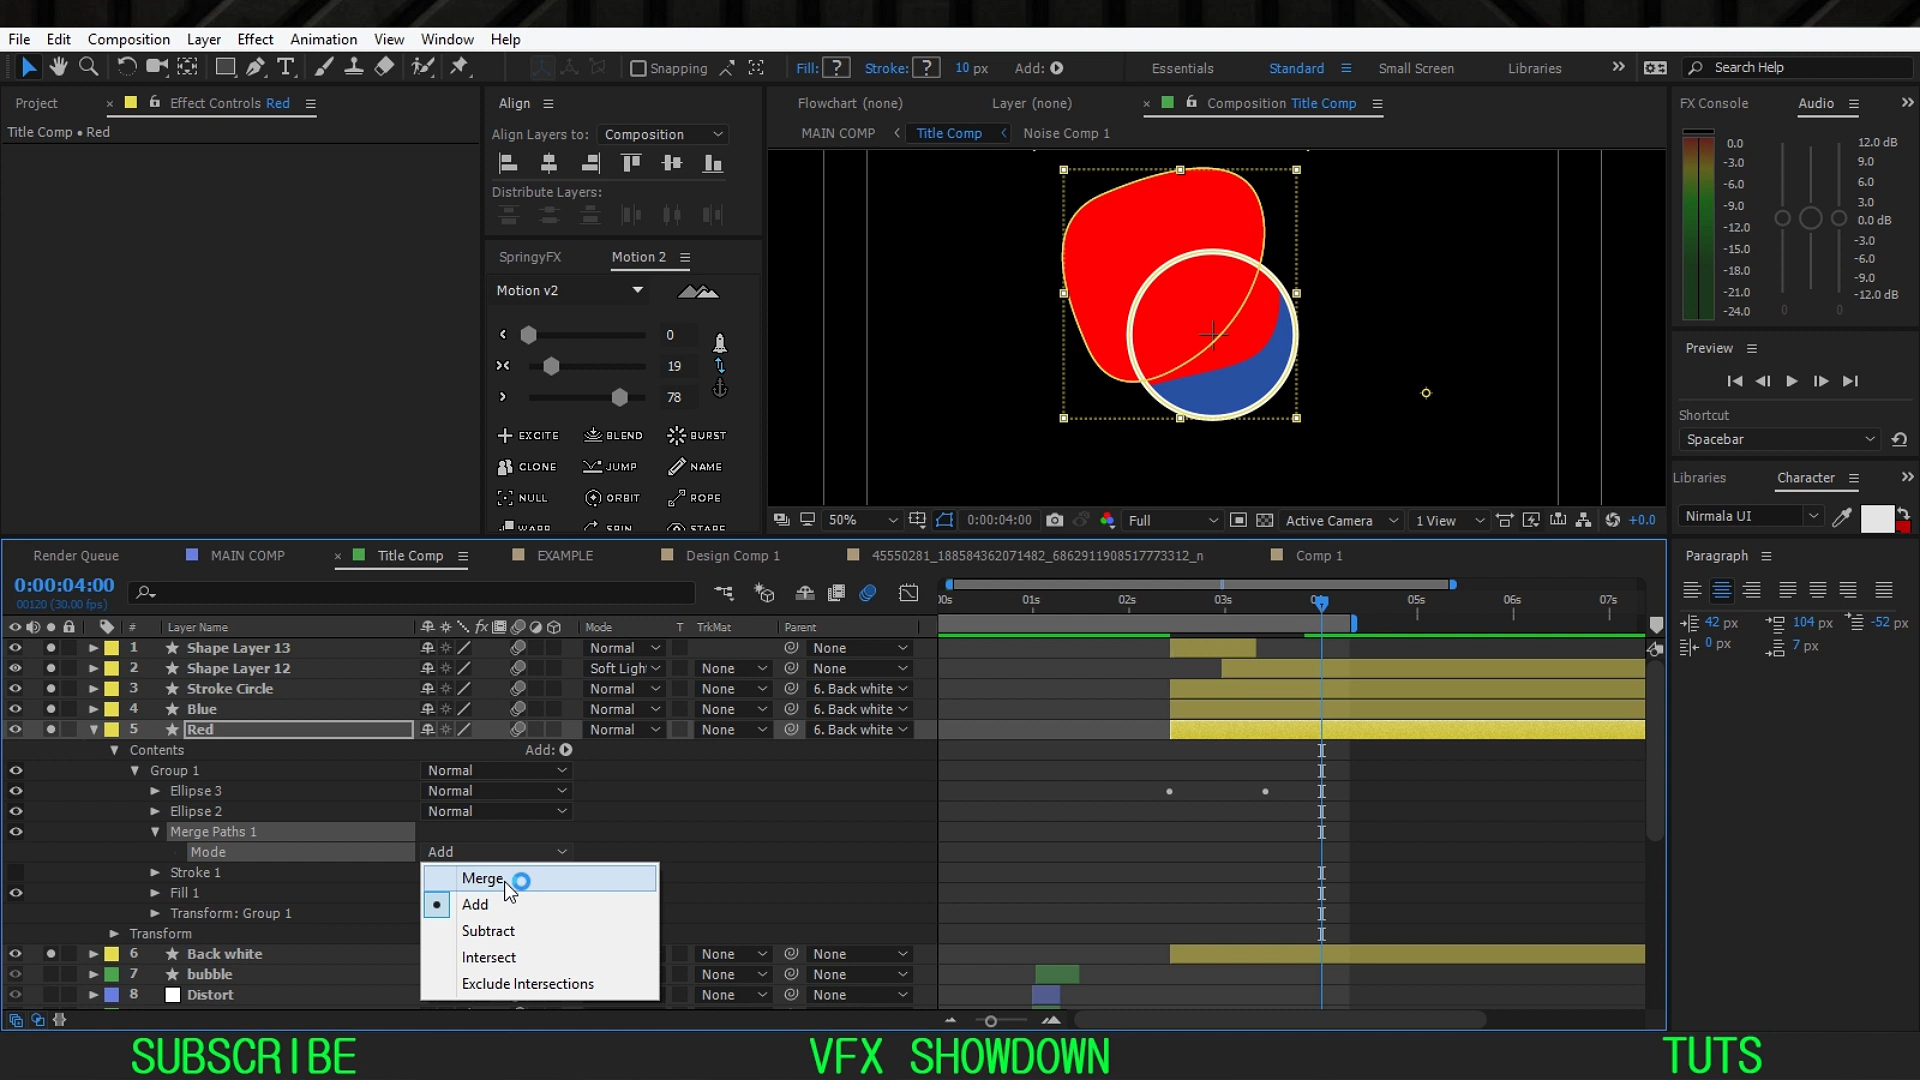 File Edit Composition Layer Effect Animation View Window Help
Snapping Fill: ? Stroke: ? 10 px Add: Essentials Standard Small Screen Libraries Search Help
Project Effect Controls Red
Title Comp • Red
Align
Align Layers to: Composition
Distribute Layers:
SpringyFX Motion 2
Motion v2
0
19
78
EXCITE BLEND BURST
CLONE JUMP NAME
NULL ORBIT ROPE
WARP SPIN STARE
Flowchart (none) Layer (none) Composition Title Comp
MAIN COMP Title Comp Noise Comp 1
50% 0:00:04:00 Full Active Camera 1 View +0.0
FX Console Audio
0.0
-3.0
-6.0
-9.0
-12.0
-15.0
-18.0
-21.0
-24.0
12.0 dB
9.0
6.0
3.0
0.0 dB
-3.0
-6.0
-9.0
-12.0 dB
0 0
Preview
Shortcut
Spacebar
Libraries Character
Nirmala UI
Paragraph
42 px 104 px -52 px
0 px 7 px
Render Queue MAIN COMP Title Comp EXAMPLE Design Comp 1 45550281_188584362071482_6862911908517773312_n Comp 1
0:00:04:00
00120 (30.00 fps)
00s 01s 02s 03s 05s 06s 07s
# Layer Name fx Mode T TrkMat Parent
1 Shape Layer 13 Normal None
2 Shape Layer 12 Soft Ligh None None
3 Stroke Circle Normal None 6. Back white
4 Blue Normal None 6. Back white
5 Red Normal None 6. Back white
Contents Add:
Group 1 Normal
Ellipse 3 Normal
Ellipse 2 Normal
Merge Paths 1
Mode Add
Stroke 1
Fill 1
Transform: Group 1
Transform
6 Back white None None
7 bubble None None
8 Distort None None
Merge
Add
Subtract
Intersect
Exclude Intersections
SUBSCRIBE VFX SHOWDOWN TUTS